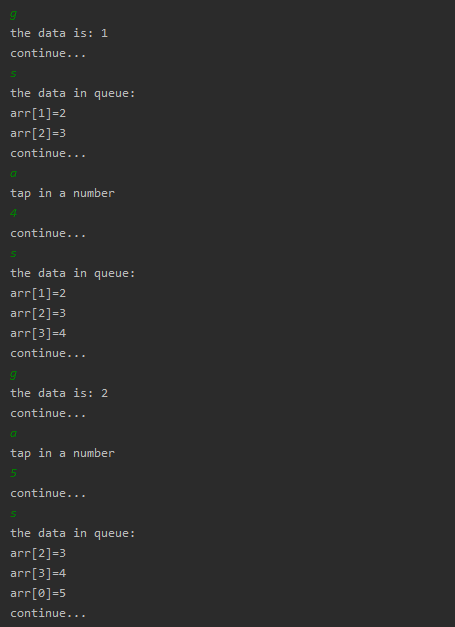 g
the data is: 1
continue...
s
the data in queue:
arr[1]=2
arr[2]=3
continue...
a
tap in a number
4
continue...
s
the data in queue:
arr[1]=2
arr[2]=3
arr[3]=4
continue...
g
the data is: 2
continue...
a
tap in a number
5
continue...
s
the data in queue:
arr[2]=3
arr[3]=4
arr[0]=5
continue...